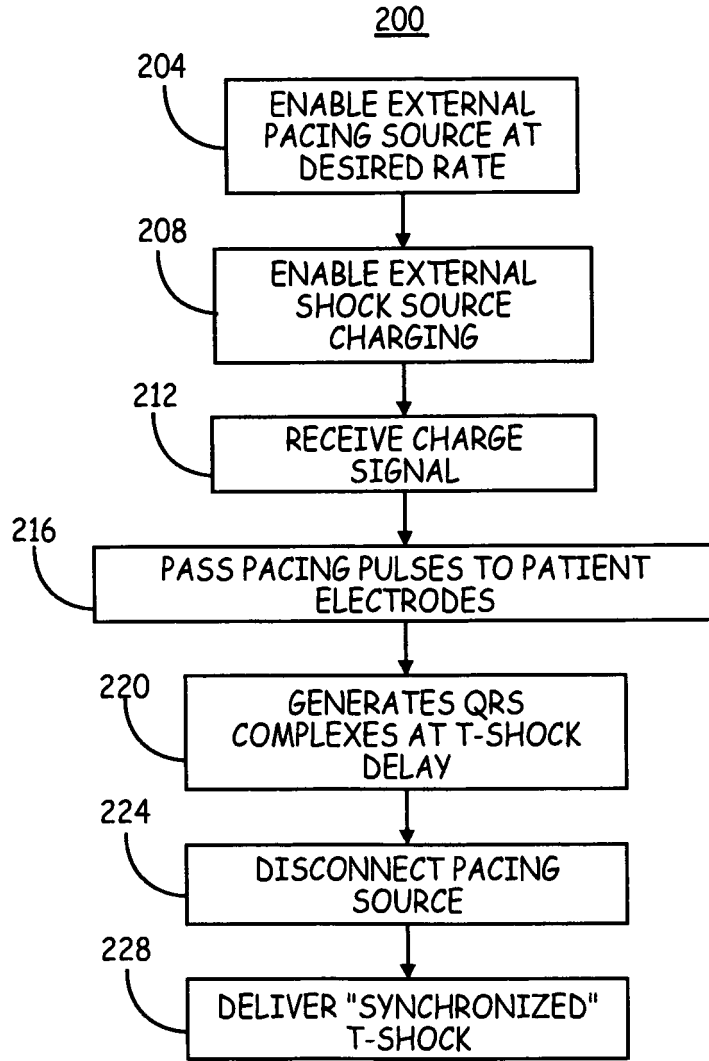 200
204
ENABLE EXTERNAL
PACING SOURCE AT
DESIRED RATE
208
ENABLE EXTERNAL
SHOCK SOURCE
CHARGING
212
RECEIVE CHARGE
SIGNAL
216
PASS PACING PULSES TO PATIENT
ELECTRODES
220
GENERATES QRS
COMPLEXES AT T-SHOCK
DELAY
224
DISCONNECT PACING
SOURCE
228
DELIVER "SYNCHRONIZED"
T-SHOCK